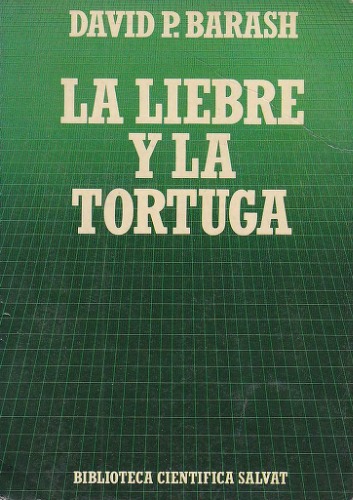 DAVID P. BARASH
LA LIEBRE
Y LA
TORTUGA
BIBLIOTECA CIENTIFICA SALVAT